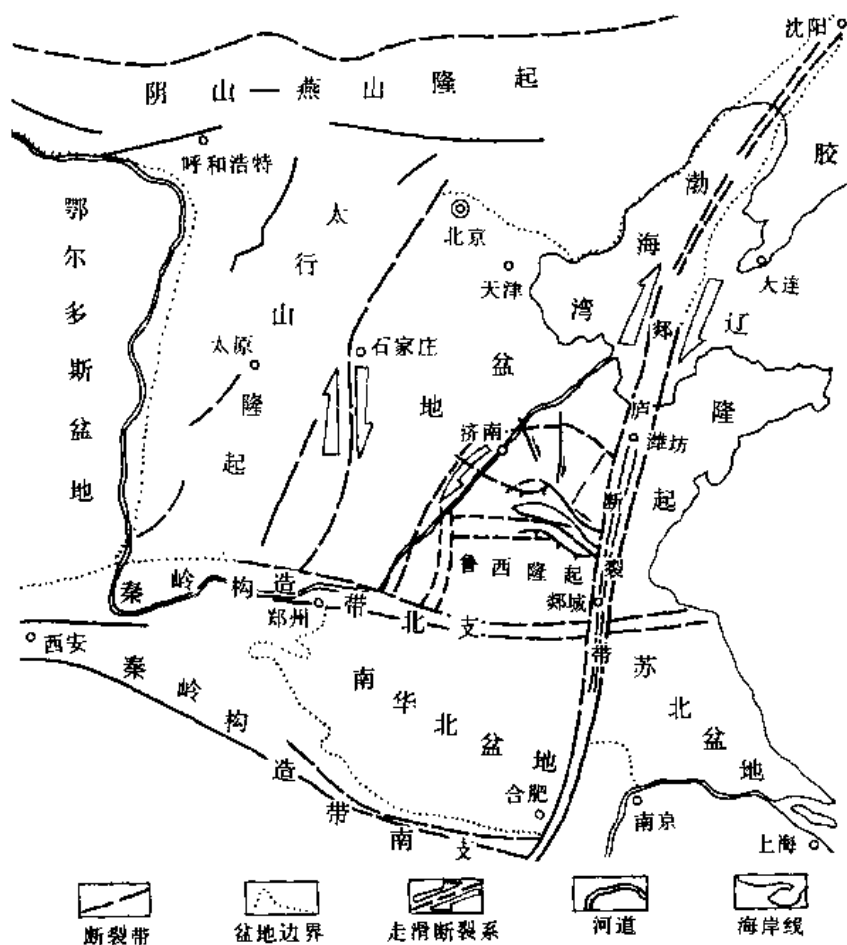 沈阳
阴山—燕山隆起
呼和浩特
鄂尔多斯盆地
太行山隆起
北京
天津
渤海湾盆地
胶辽隆起
大连
太原
石家庄
济南
潍坊
郯庐断裂带
鲁西隆起
郯城
秦岭构造带北支
郑州
西安
秦岭构造带南支
南华北盆地
苏北盆地
合肥
南京
上海
断裂带
盆地边界
走滑断裂系
河道
海岸线